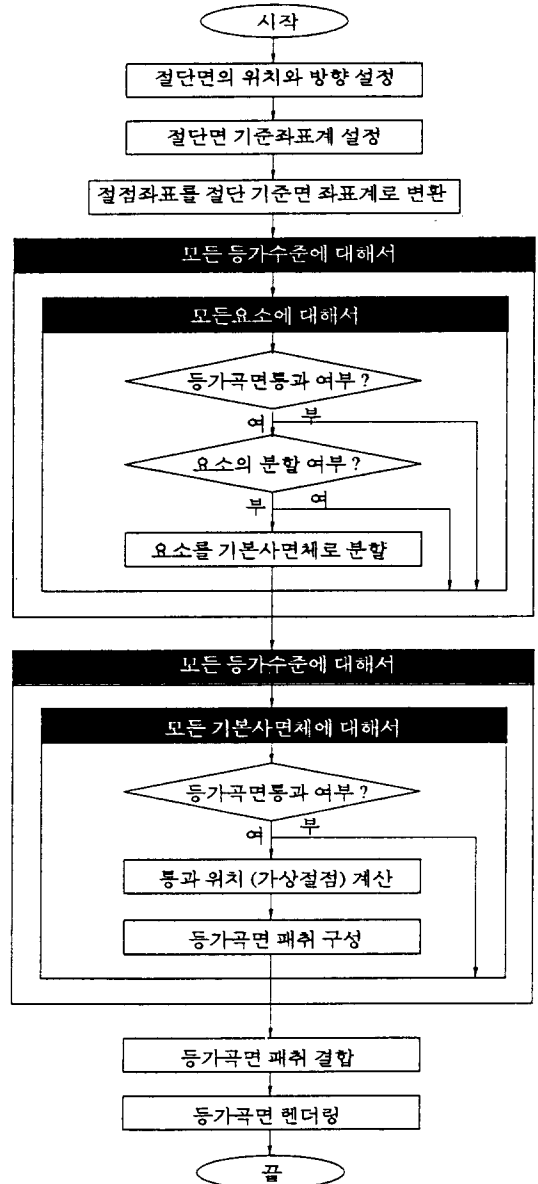 시작
절단면의 위치와 방향 설정
절단면 기준좌표계 설정
절점좌표를 절단 기준면 좌표계로 변환
모든 등가수준에 대해서
모든요소에 대해서
등가곡면통과 여부 ?
여 부
요소의 분할 여부 ?
부 여
요소를 기본사면체로 분할
모든 등가수준에 대해서
모든 기본사면체에 대해서
등가곡면통과 여부 ?
여 부
통과 위치 (가상절점) 계산
등가곡면 패취 구성
등가곡면 패취 결합
등가곡면 렌더링
끝